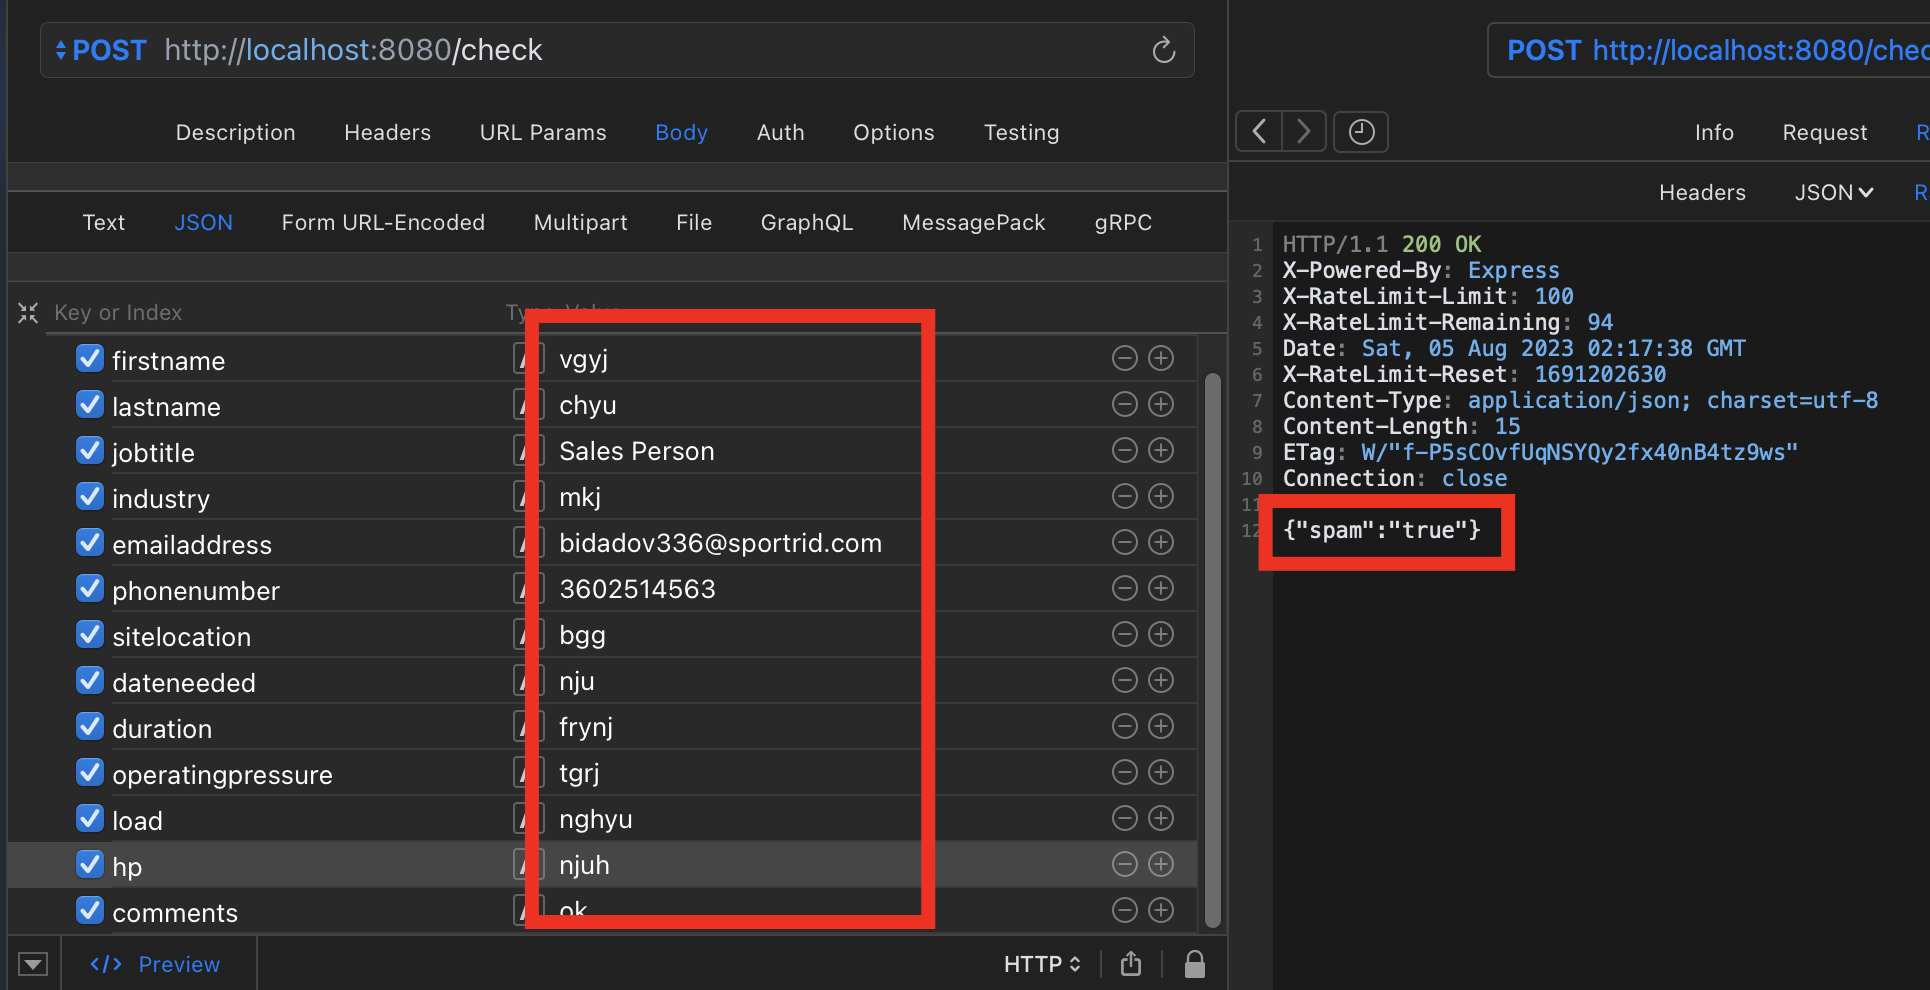 POST http://localhost:8080/check
Description Headers URL Params Body Auth Options Testing
Text JSON Form URL-Encoded Multipart File GraphQL MessagePack gRPC
Key or Index
firstname vgyj
lastname chyu
jobtitle Sales Person
industry mkj
emailaddress bidadov336@sportrid.com
phonenumber 3602514563
sitelocation bgg
dateneeded nju
duration frynj
operatingpressure tgrj
load nghyu
hp njuh
comments ok
</> Preview
HTTP
POST http://localhost:8080/chec
Info Request R
Headers JSON R
1 HTTP/1.1 200 OK
2 X-Powered-By: Express
3 X-RateLimit-Limit: 100
4 X-RateLimit-Remaining: 94
5 Date: Sat, 05 Aug 2023 02:17:38 GMT
6 X-RateLimit-Reset: 1691202630
7 Content-Type: application/json; charset=utf-8
8 Content-Length: 15
9 ETag: W/"f-P5sCOvfUqNSYQy2fx40nB4tz9ws"
10 Connection: close
11
12 {"spam":"true"}